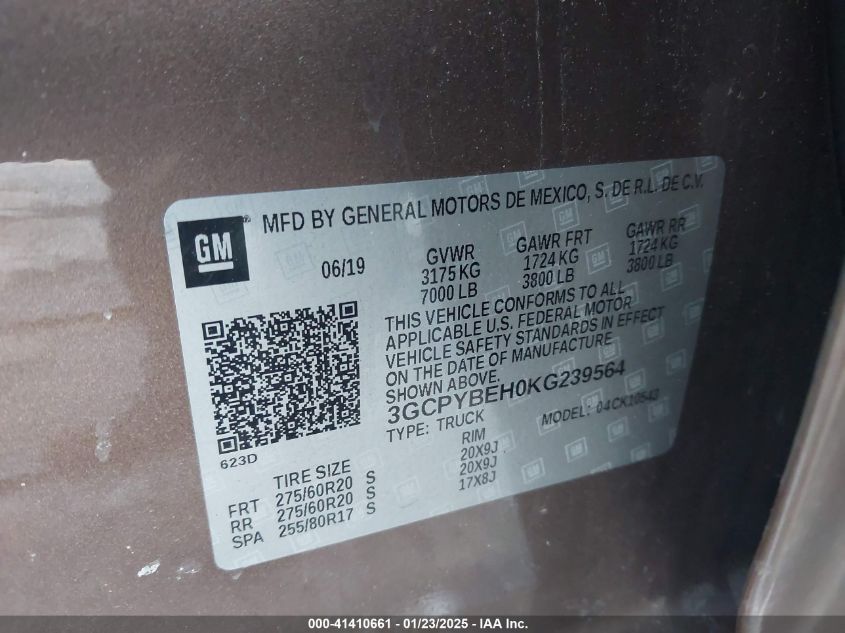 GM
MFD BY GENERAL MOTORS DE MEXICO, S. DE R.L. DE C.V.
06/19
GVWR GAWR FRT GAWR RR
3175 KG 1724 KG 1724 KG
7000 LB 3800 LB 3800 LB
THIS VEHICLE CONFORMS TO ALL
APPLICABLE U.S. FEDERAL MOTOR
VEHICLE SAFETY STANDARDS IN EFFECT
ON THE DATE OF MANUFACTURE
SHOWN ABOVE.
3GCPYBEH0KG239564
TYPE: TRUCK MODEL: 04CK10543
623D
TIRE SIZE RIM
FRT 275/60R20 S 20X9J
RR 275/60R20 S 20X9J
SPA 255/80R17 S 17X8J
000-41410661 — 01/23/2025 — IAA Inc.